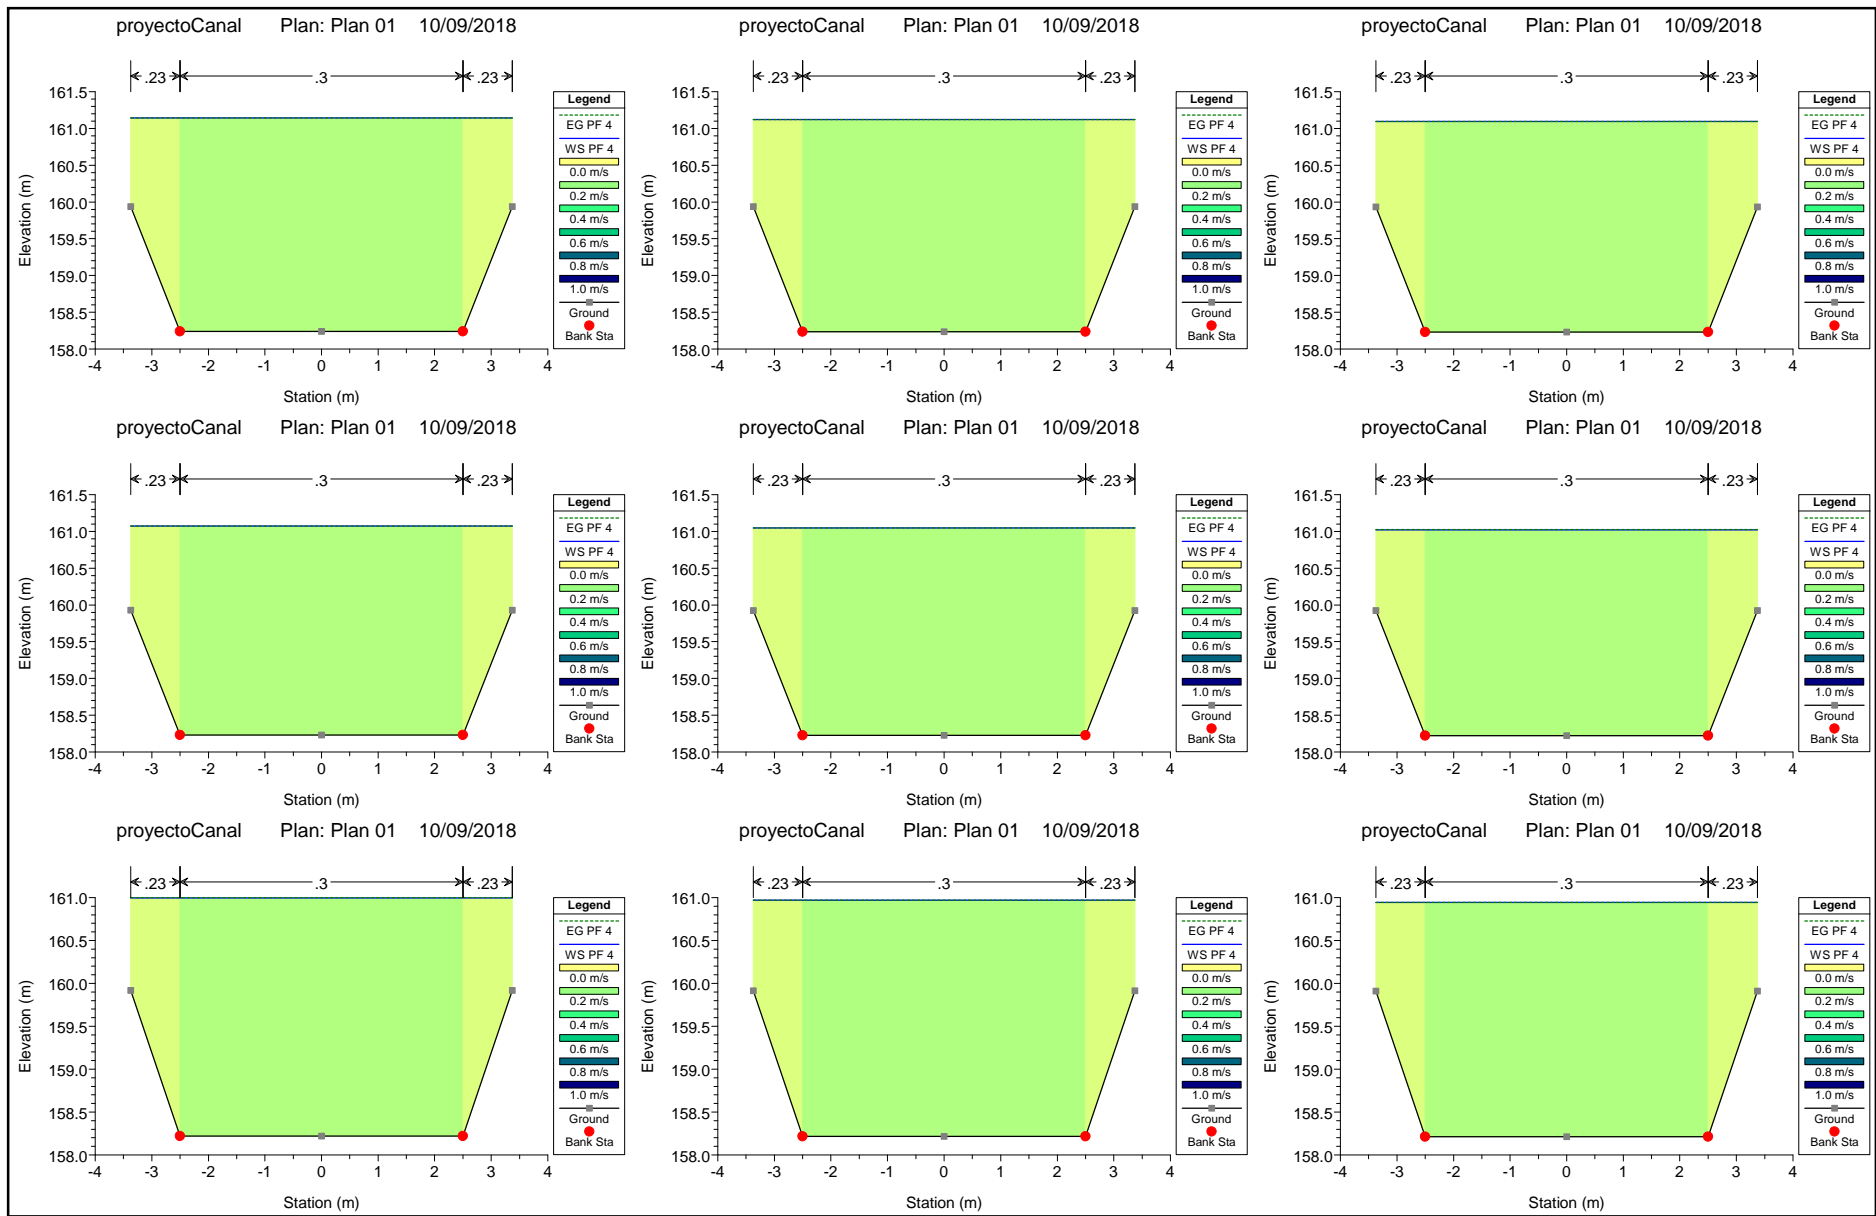 proyectoCanal Plan: Plan 01 10/09/2018
.23 .3 .23
161.5
161.0
160.5
160.0
159.5
159.0
158.5
158.0
Elevation (m)
-4 -3 -2 -1 0 1 2 3 4
Station (m)
Legend
EG PF 4
WS PF 4
0.0 m/s
0.2 m/s
0.4 m/s
0.6 m/s
0.8 m/s
1.0 m/s
Ground
Bank Sta
proyectoCanal Plan: Plan 01 10/09/2018
.23 .3 .23
161.5
161.0
160.5
160.0
159.5
159.0
158.5
158.0
Elevation (m)
-4 -3 -2 -1 0 1 2 3 4
Station (m)
Legend
EG PF 4
WS PF 4
0.0 m/s
0.2 m/s
0.4 m/s
0.6 m/s
0.8 m/s
1.0 m/s
Ground
Bank Sta
proyectoCanal Plan: Plan 01 10/09/2018
.23 .3 .23
161.5
161.0
160.5
160.0
159.5
159.0
158.5
158.0
Elevation (m)
-4 -3 -2 -1 0 1 2 3 4
Station (m)
Legend
EG PF 4
WS PF 4
0.0 m/s
0.2 m/s
0.4 m/s
0.6 m/s
0.8 m/s
1.0 m/s
Ground
Bank Sta
proyectoCanal Plan: Plan 01 10/09/2018
.23 .3 .23
161.5
161.0
160.5
160.0
159.5
159.0
158.5
158.0
Elevation (m)
-4 -3 -2 -1 0 1 2 3 4
Station (m)
Legend
EG PF 4
WS PF 4
0.0 m/s
0.2 m/s
0.4 m/s
0.6 m/s
0.8 m/s
1.0 m/s
Ground
Bank Sta
proyectoCanal Plan: Plan 01 10/09/2018
.23 .3 .23
161.5
161.0
160.5
160.0
159.5
159.0
158.5
158.0
Elevation (m)
-4 -3 -2 -1 0 1 2 3 4
Station (m)
Legend
EG PF 4
WS PF 4
0.0 m/s
0.2 m/s
0.4 m/s
0.6 m/s
0.8 m/s
1.0 m/s
Ground
Bank Sta
proyectoCanal Plan: Plan 01 10/09/2018
.23 .3 .23
161.5
161.0
160.5
160.0
159.5
159.0
158.5
158.0
Elevation (m)
-4 -3 -2 -1 0 1 2 3 4
Station (m)
Legend
EG PF 4
WS PF 4
0.0 m/s
0.2 m/s
0.4 m/s
0.6 m/s
0.8 m/s
1.0 m/s
Ground
Bank Sta
proyectoCanal Plan: Plan 01 10/09/2018
.23 .3 .23
161.0
160.5
160.0
159.5
159.0
158.5
158.0
Elevation (m)
-4 -3 -2 -1 0 1 2 3 4
Station (m)
Legend
EG PF 4
WS PF 4
0.0 m/s
0.2 m/s
0.4 m/s
0.6 m/s
0.8 m/s
1.0 m/s
Ground
Bank Sta
proyectoCanal Plan: Plan 01 10/09/2018
.23 .3 .23
161.0
160.5
160.0
159.5
159.0
158.5
158.0
Elevation (m)
-4 -3 -2 -1 0 1 2 3 4
Station (m)
Legend
EG PF 4
WS PF 4
0.0 m/s
0.2 m/s
0.4 m/s
0.6 m/s
0.8 m/s
1.0 m/s
Ground
Bank Sta
proyectoCanal Plan: Plan 01 10/09/2018
.23 .3 .23
161.0
160.5
160.0
159.5
159.0
158.5
158.0
Elevation (m)
-4 -3 -2 -1 0 1 2 3 4
Station (m)
Legend
EG PF 4
WS PF 4
0.0 m/s
0.2 m/s
0.4 m/s
0.6 m/s
0.8 m/s
1.0 m/s
Ground
Bank Sta